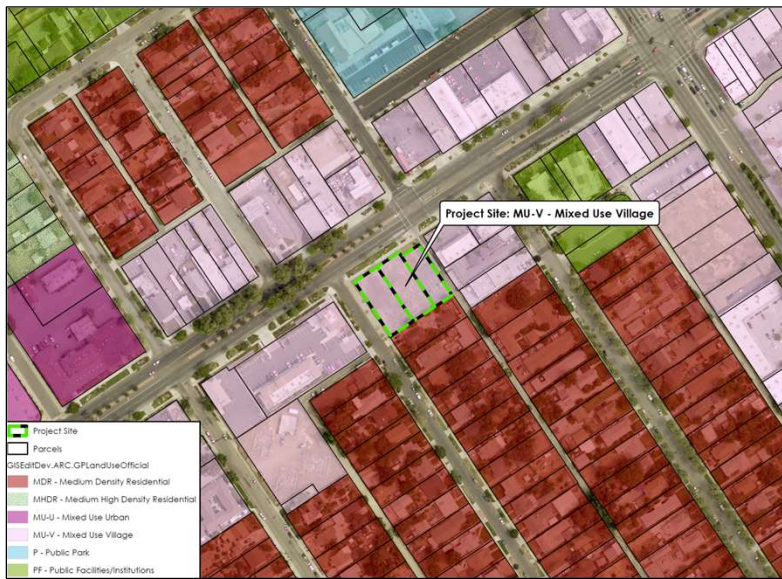 Project Site: MU-V - Mixed Use Village
Project Site
Parcels
GISEditDev.ARC.GPLandUseOfficial
MDR - Medium Density Residential
MHDR - Medium High Density Residential
MU-U - Mixed Use Urban
MU-V - Mixed Use Village
P - Public Park
PF - Public Facilities/Institutions